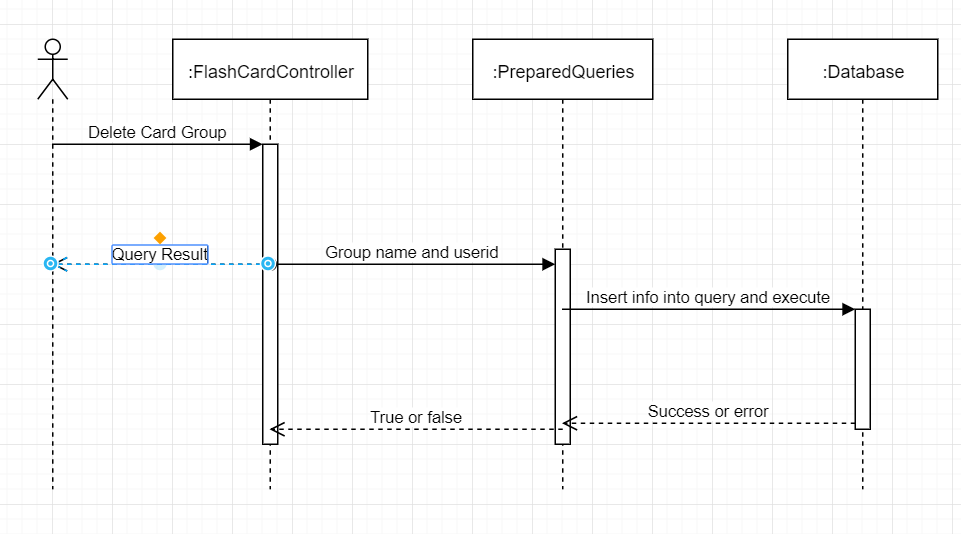 :FlashCardController
:PreparedQueries
:Database
Delete Card Group
Query Result
Group name and userid
Insert info into query and execute
True or false
Success or error